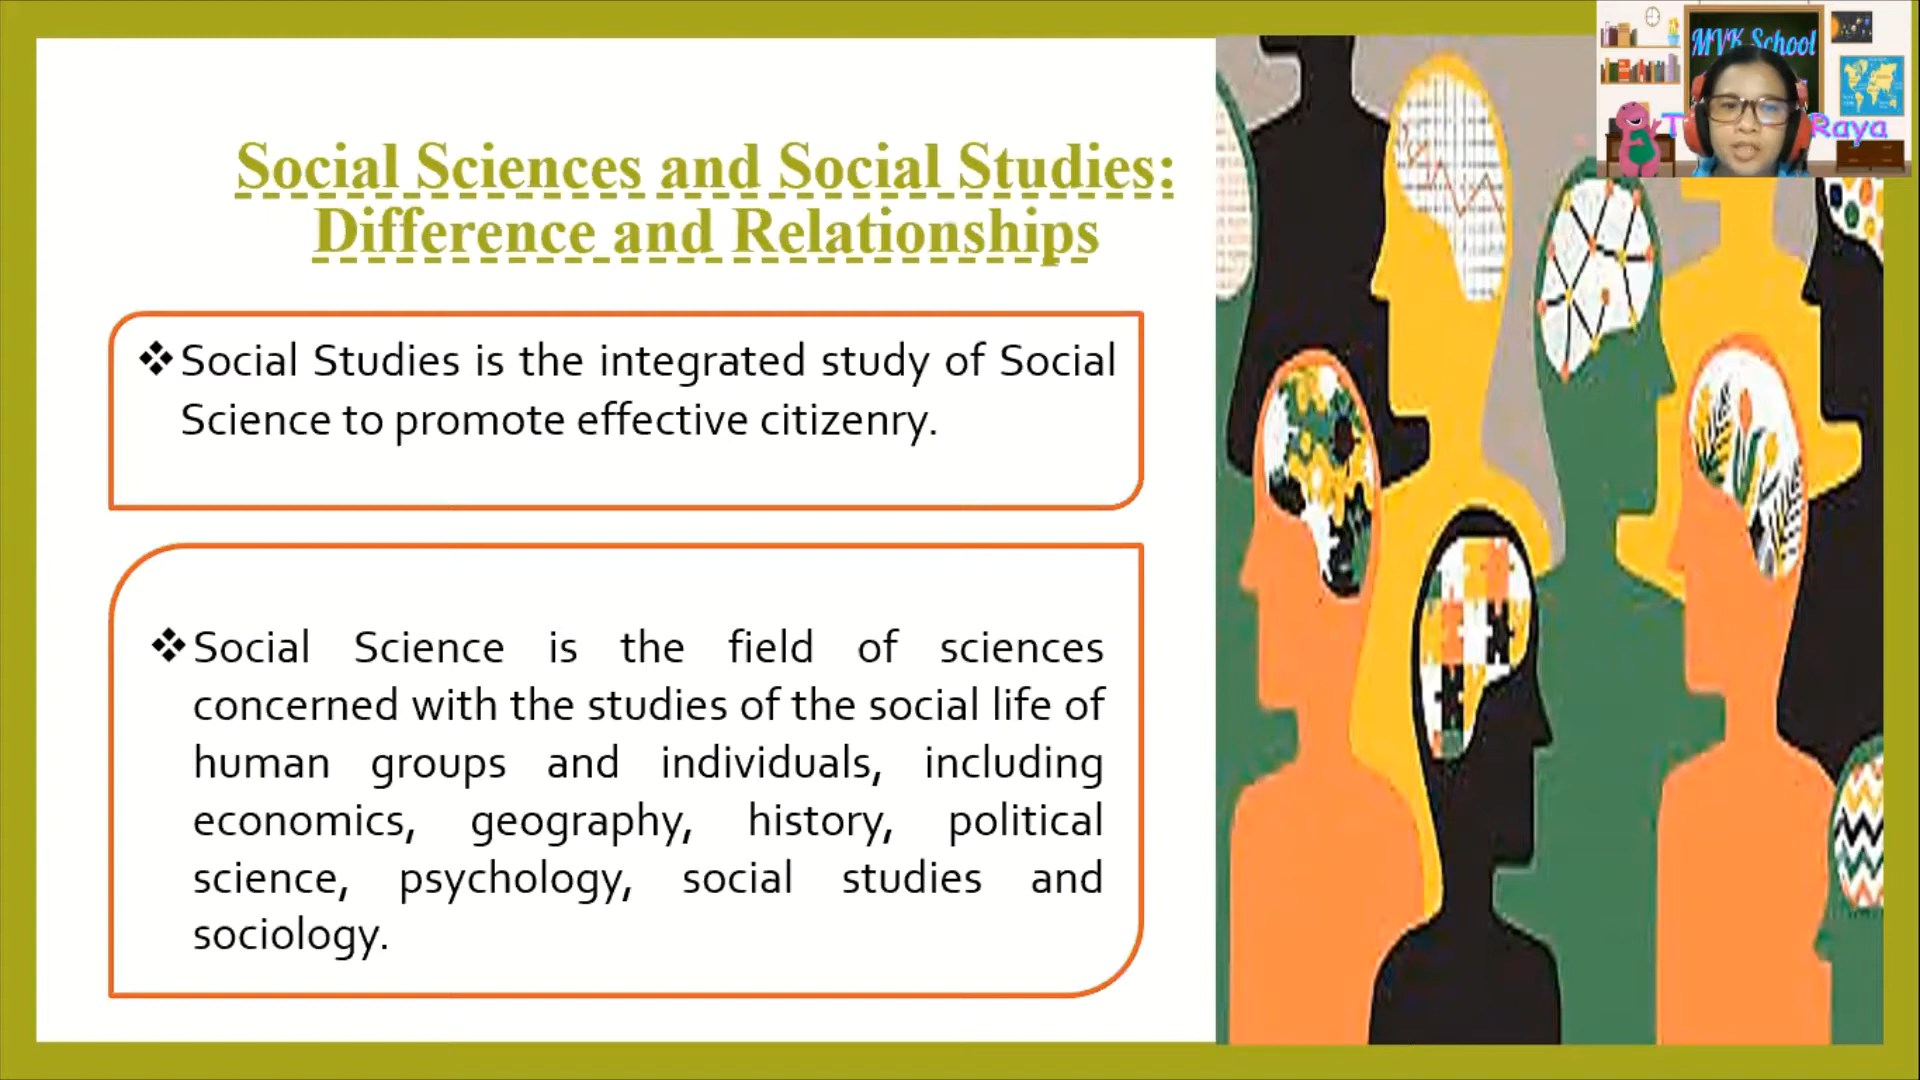 MVK School
Raya
Social Sciences and Social Studies:
Difference and Relationships
❖Social Studies is the integrated study of Social
Science to promote effective citizenry.
❖Social Science is the field of sciences
concerned with the studies of the social life of
human groups and individuals, including
economics, geography, history, political
science, psychology, social studies and
sociology.